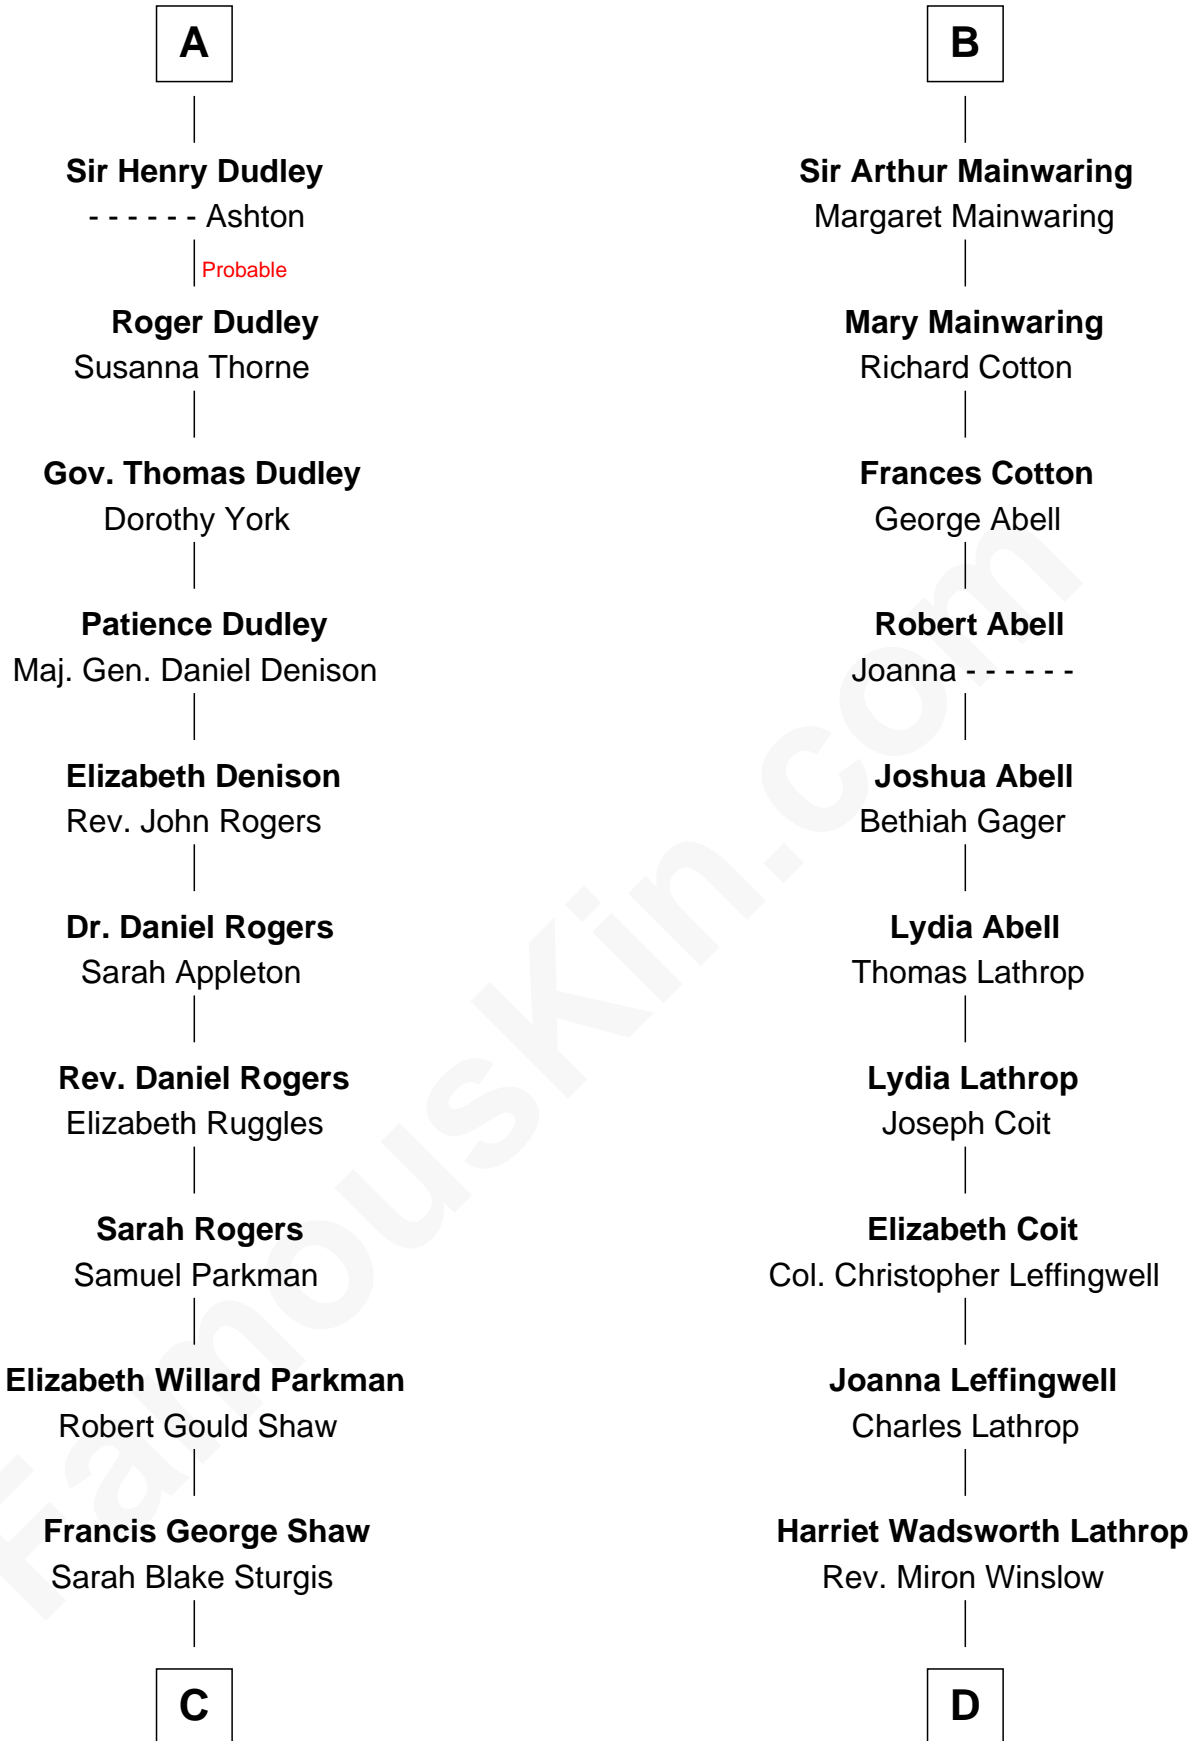 A
Sir Henry Dudley
- - - - - - Ashton
Probable
Roger Dudley
Susanna Thorne
Gov. Thomas Dudley
Dorothy York
Patience Dudley
Maj. Gen. Daniel Denison
Elizabeth Denison
Rev. John Rogers
Dr. Daniel Rogers
Sarah Appleton
Rev. Daniel Rogers
Elizabeth Ruggles
Sarah Rogers
Samuel Parkman
Elizabeth Willard Parkman
Robert Gould Shaw
Francis George Shaw
Sarah Blake Sturgis
C
B
Sir Arthur Mainwaring
Margaret Mainwaring
Mary Mainwaring
Richard Cotton
Frances Cotton
George Abell
Robert Abell
Joanna - - - - - -
Joshua Abell
Bethiah Gager
Lydia Abell
Thomas Lathrop
Lydia Lathrop
Joseph Coit
Elizabeth Coit
Col. Christopher Leffingwell
Joanna Leffingwell
Charles Lathrop
Harriet Wadsworth Lathrop
Rev. Miron Winslow
D
FamousKin.com